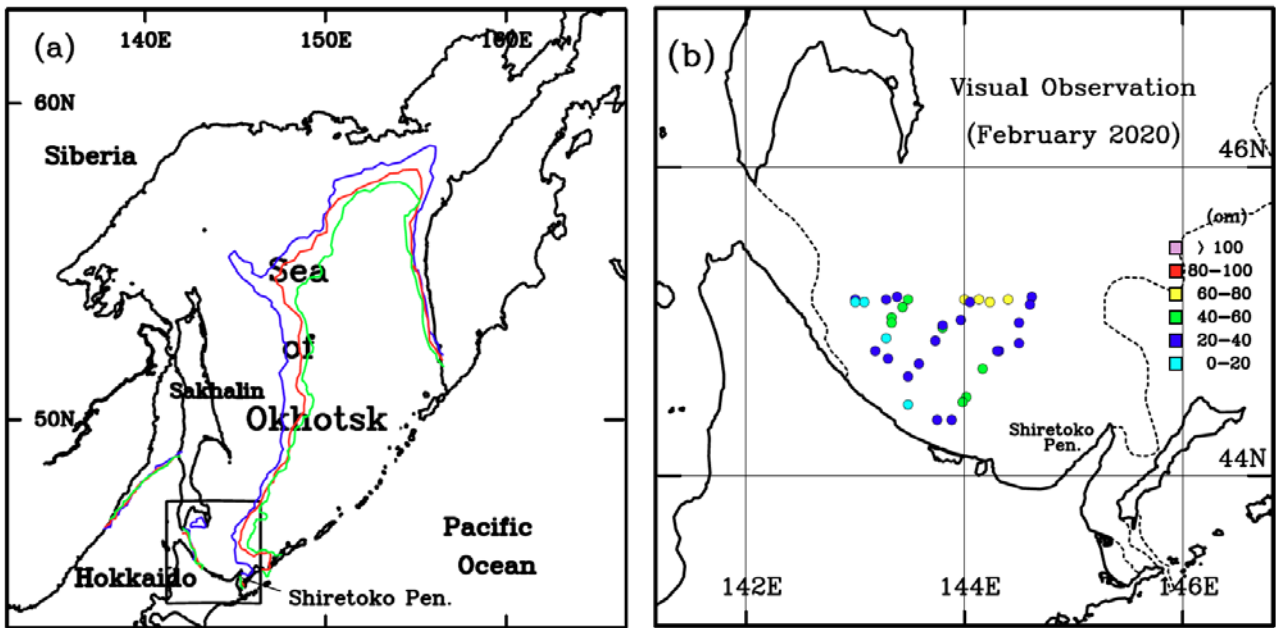 (a)
140E 150E 160E
60N
Siberia
Sea
of
Sakhalin
Okhotsk
50N
Pacific
Ocean
Hokkaido
Shiretoko Pen.
(b)
Visual Observation
(February 2020)
46N
(cm)
> 100
80-100
60-80
40-60
20-40
0-20
Shiretoko
Pen.
44N
142E 144E 146E